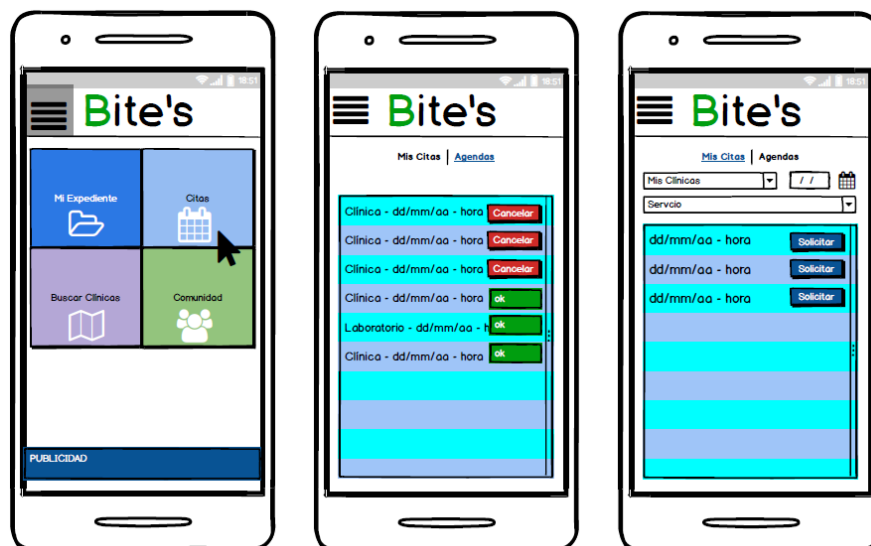 18:51
Bite's
Mi Expediente
Citas
Buscar Clínicas
Comunidad
PUBLICIDAD
18:51
Bite's
Mis Citas | Agendas
Clínica - dd/mm/aa - hora Cancelar
Clínica - dd/mm/aa - hora Cancelar
Clínica - dd/mm/aa - hora Cancelar
Clínica - dd/mm/aa - hora ok
Laboratorio - dd/mm/aa - h ok
Clínica - dd/mm/aa - hora ok
18:51
Bite's
Mis Citas | Agendas
Mis Clínicas / /
Servcio
dd/mm/aa - hora Solicitar
dd/mm/aa - hora Solicitar
dd/mm/aa - hora Solicitar